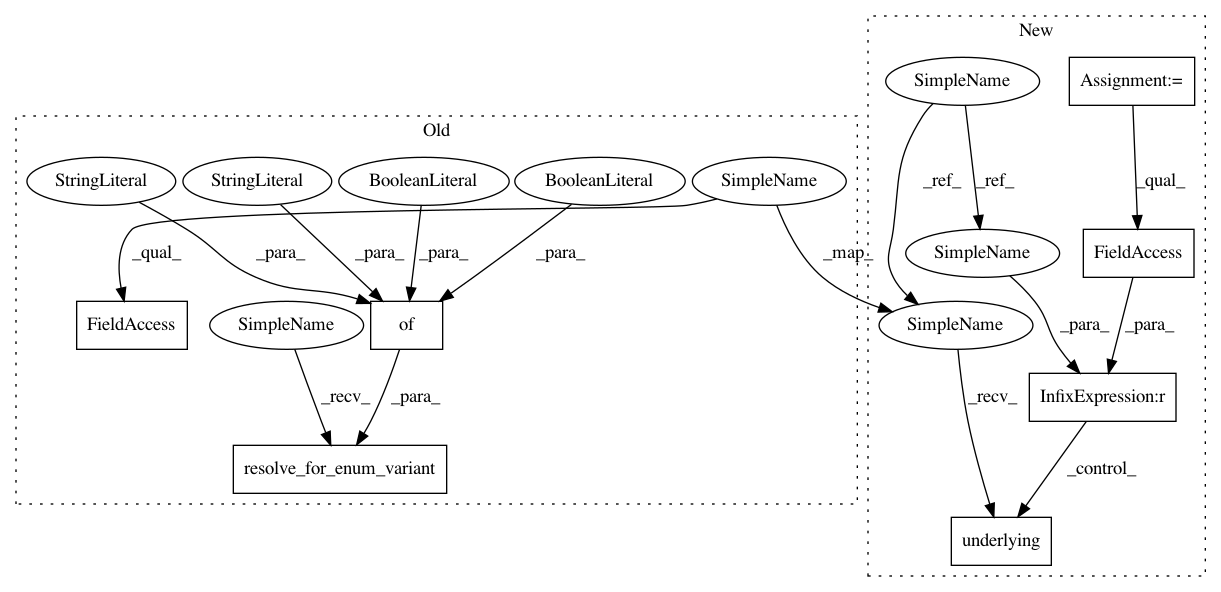 New
SimpleName
Assignment:=
Old
StringLiteral
StringLiteral
BooleanLiteral
BooleanLiteral
SimpleName
_ref_
_ref_
_qual_
_qual_
_para_
_para_
_para_
_para_
_map_
SimpleName
FieldAccess
FieldAccess
SimpleName
of
SimpleName
_para_
_para_
_recv_
_para_
_recv_
InfixExpression:r
resolve_for_enum_variant
_control_
underlying